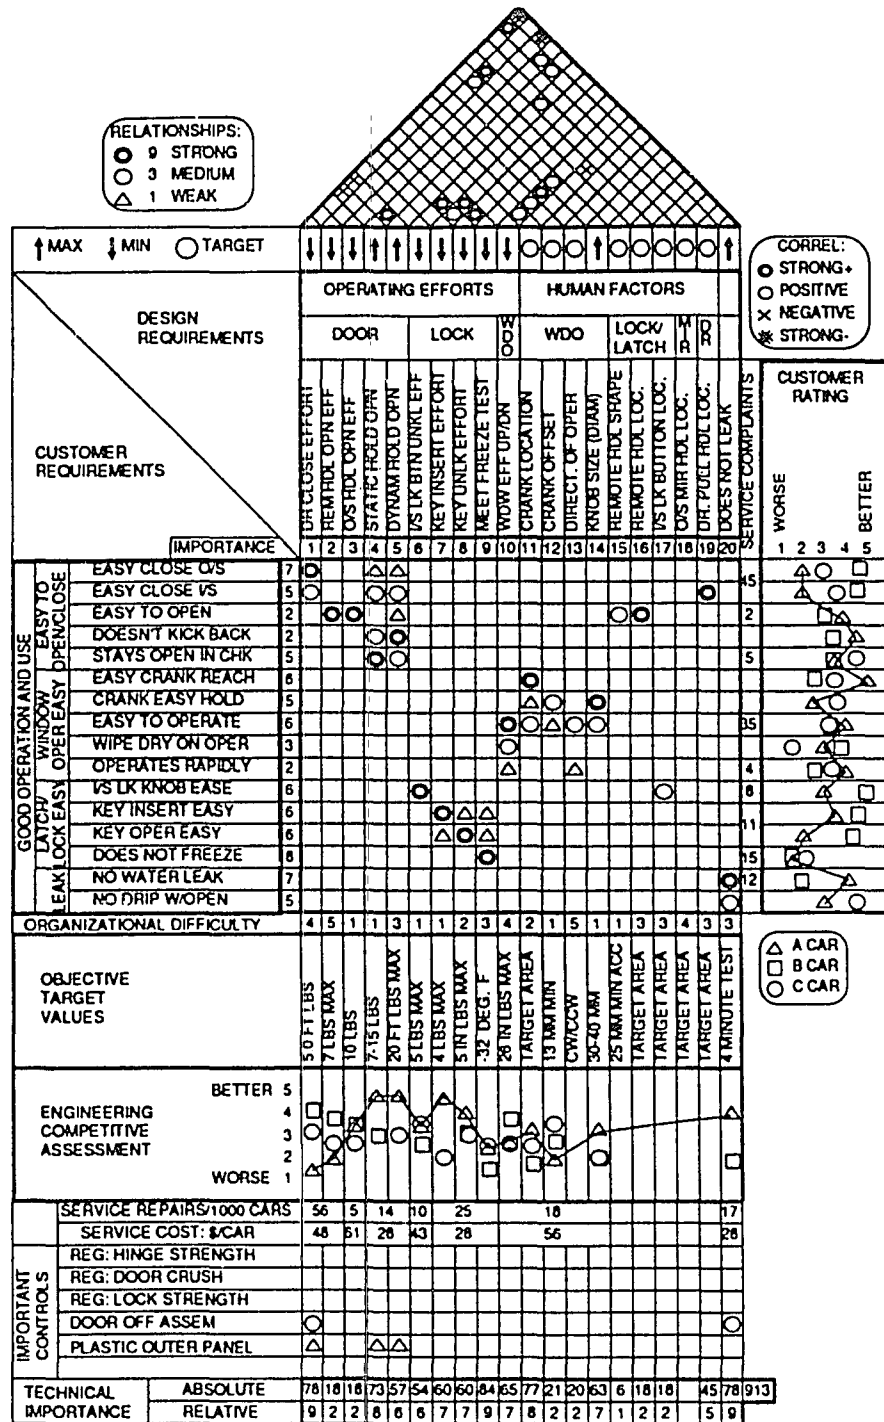 RELATIONSHIPS:
9 STRONG
3 MEDIUM
1 WEAK
MAX MIN TARGET
CORREL:
STRONG+
POSITIVE
NEGATIVE
STRONG-
OPERATING EFFORTS HUMAN FACTORS
DESIGN
REQUIREMENTS
DOOR LOCK WDO WDO LOCK/
LATCH MIR DR
CUSTOMER
REQUIREMENTS
DR CLOSE EFFORT
REM HDL OPN EFF
O/S HDL OPN EFF
STATIC HOLD OPN
DYNAM HOLD OPN
I/S LK BTN UNKL EFF
KEY INSERT EFFORT
KEY UNLK EFFORT
MEET FREEZE TEST
WDW EFF UP/DN
CRANK LOCATION
CRANK OFFSET
DIRECT. OF OPER
KNOB SIZE (DIAM)
REMOTE HDL SHAPE
REMOTE HDL LOC.
I/S LK BUTTON LOC.
O/S MIR HDL LOC.
DR. PULL HDL LOC.
DOES NOT LEAK
SERVICE COMPLAINTS
CUSTOMER
RATING
WORSE BETTER
1 2 3 4 5
IMPORTANCE 1 2 3 4 5 6 7 8 9 10 11 12 13 14 15 16 17 18 19 20
GOOD OPERATION AND USE
EASY TO
OPEN/CLOSE
WINDOW
OPER EASY
LATCH/
LOCK EASY
LEAK
EASY CLOSE O/S 7
45
EASY CLOSE I/S 5
EASY TO OPEN 2 2
DOESN'T KICK BACK 2
STAYS OPEN IN CHK 5 5
EASY CRANK REACH 6
CRANK EASY HOLD 5
EASY TO OPERATE 6 35
WIPE DRY ON OPER 3
OPERATES RAPIDLY 2 4
I/S LK KNOB EASE 6 8
KEY INSERT EASY 6
11
KEY OPER EASY 6
DOES NOT FREEZE 8 15
NO WATER LEAK 7 12
NO DRIP W/OPEN 5
ORGANIZATIONAL DIFFICULTY 4 5 1 1 3 1 1 2 3 4 2 1 5 1 1 3 3 4 3 3
A CAR
B CAR
C CAR
OBJECTIVE
TARGET
VALUES
5 0 FT LBS
7 LBS MAX
10 LBS
7-15 LBS
20 FT LBS MAX
5 LBS MAX
4 LBS MAX
5 IN LBS MAX
-32 DEG. F
26 IN LBS MAX
TARGET AREA
13 MM MIN
CW/CCW
30-40 MM
25 MM MIN ACC
TARGET AREA
TARGET AREA
TARGET AREA
TARGET AREA
4 MINUTE TEST
ENGINEERING
COMPETITIVE
ASSESSMENT
BETTER 5
4
3
2
WORSE 1
SERVICE REPAIRS/1000 CARS 56 5 14 10 25 18 17
SERVICE COST: $/CAR 48 61 26 43 28 56 28
IMPORTANT
CONTROLS
REG: HINGE STRENGTH
REG: DOOR CRUSH
REG: LOCK STRENGTH
DOOR OFF ASSEM
PLASTIC OUTER PANEL
TECHNICAL
IMPORTANCE
ABSOLUTE 78 18 18 73 57 54 60 60 84 65 77 21 20 63 6 18 18 45 78 913
RELATIVE 9 2 2 8 6 6 7 7 9 7 8 2 2 7 1 2 2 5 9